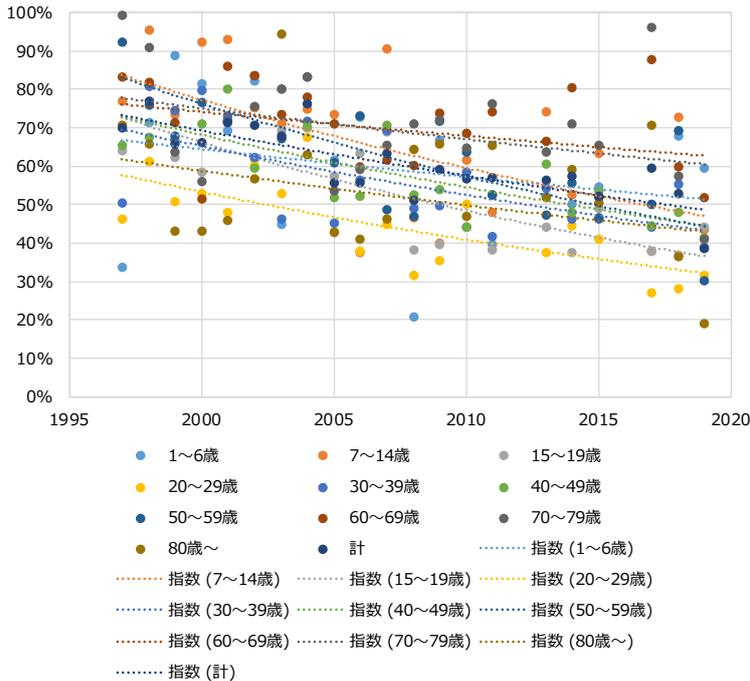 100%
90%
80%
70%
60%
50%
40%
30%
20%
10%
0%
1995 2000 2005 2010 2015 2020
1～6歳 7～14歳 15～19歳
20～29歳 30～39歳 40～49歳
50～59歳 60～69歳 70～79歳
80歳～ 計 指数 (1～6歳)
指数 (7～14歳) 指数 (15～19歳) 指数 (20～29歳)
指数 (30～39歳) 指数 (40～49歳) 指数 (50～59歳)
指数 (60～69歳) 指数 (70～79歳) 指数 (80歳～)
指数 (計)